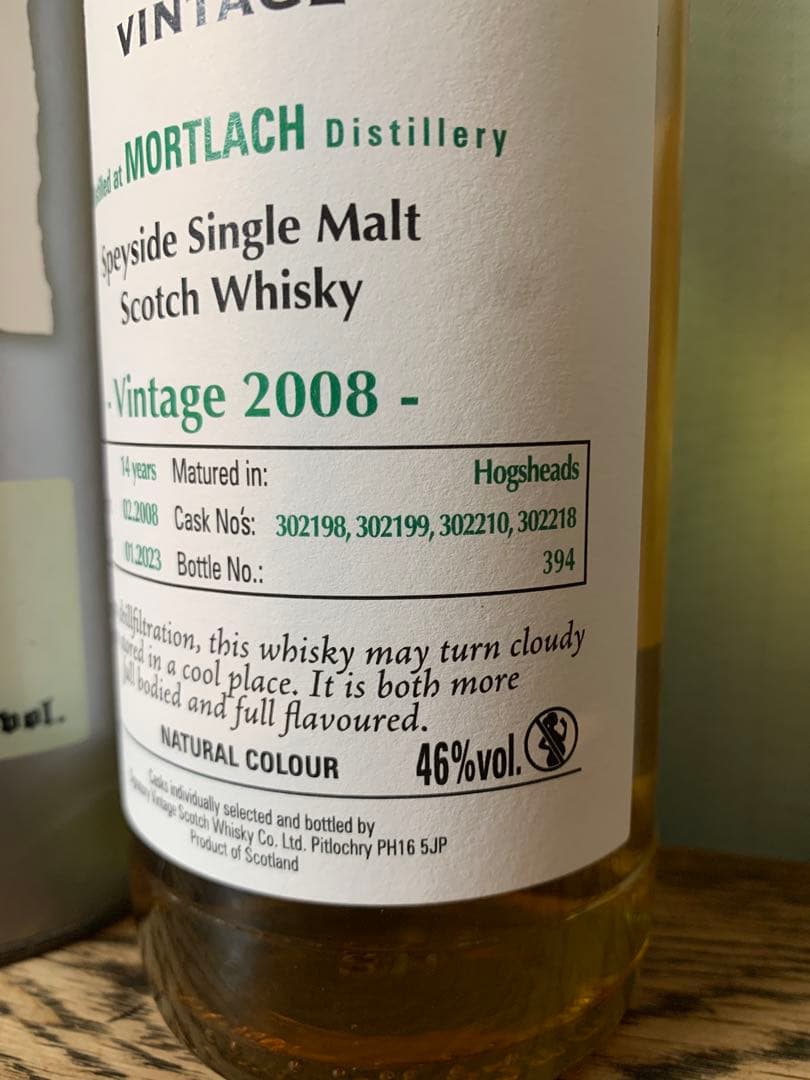 VINTAGE
at MORTLACH Distillery
Speyside Single Malt
Scotch Whisky
- Vintage 2008 -
14 years Matured in: Hogsheads
02.2008 Cask No's: 302198, 302199, 302210, 302218
01.2023 Bottle No.: 394
this whisky may turn cloudy
in a cool place. It is both more
bodied and full flavoured.
NATURAL COLOUR 46%vol.
Casks individually selected and bottled by
Vintage Scotch Whisky Co. Ltd. Pitlochry PH16 5JP
Product of Scotland
vol.